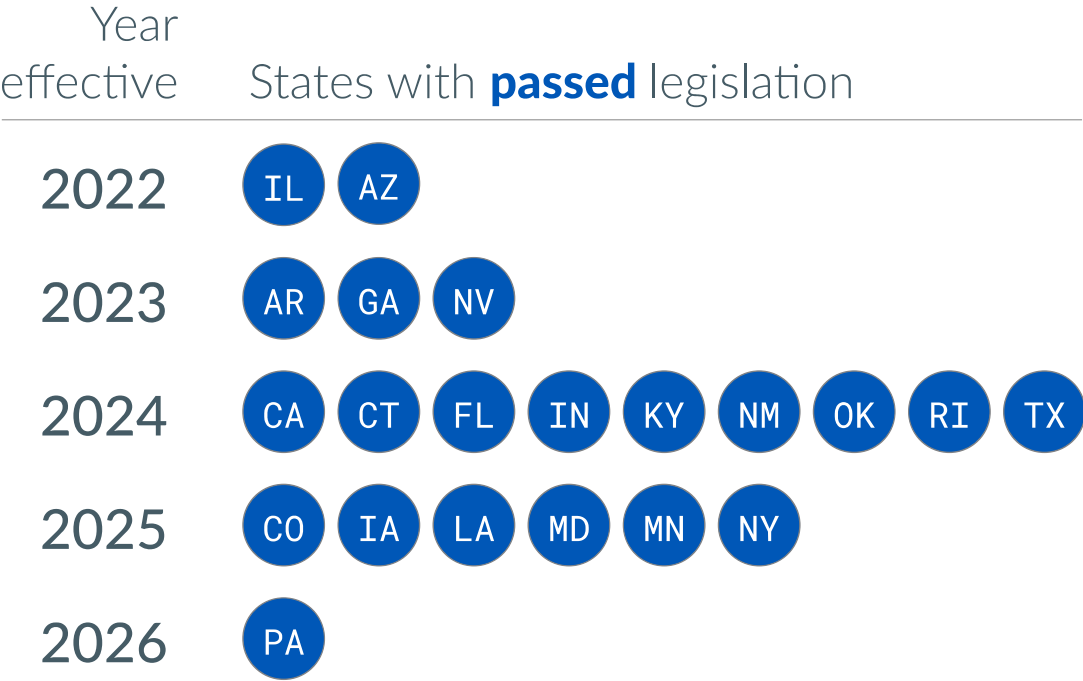 Year
effective States with passed legislation
2022 IL AZ
2023 AR GA NV
2024 CA CT FL IN KY NM OK RI TX
2025 CO IA LA MD MN NY
2026 PA